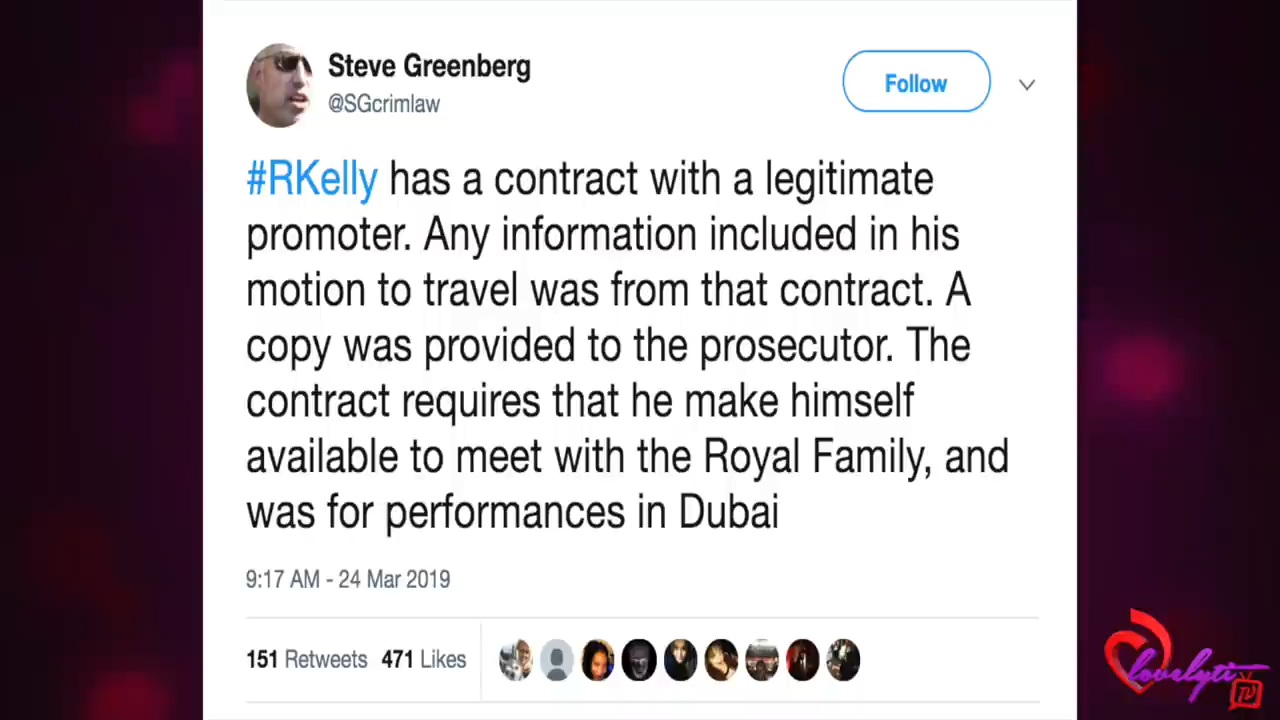 Steve Greenberg
@SGcrimlaw
Follow
#RKelly has a contract with a legitimate
promoter. Any information included in his
motion to travel was from that contract. A
copy was provided to the prosecutor. The
contract requires that he make himself
available to meet with the Royal Family, and
was for performances in Dubai
9:17 AM - 24 Mar 2019
151 Retweets 471 Likes
lovelyti
TV